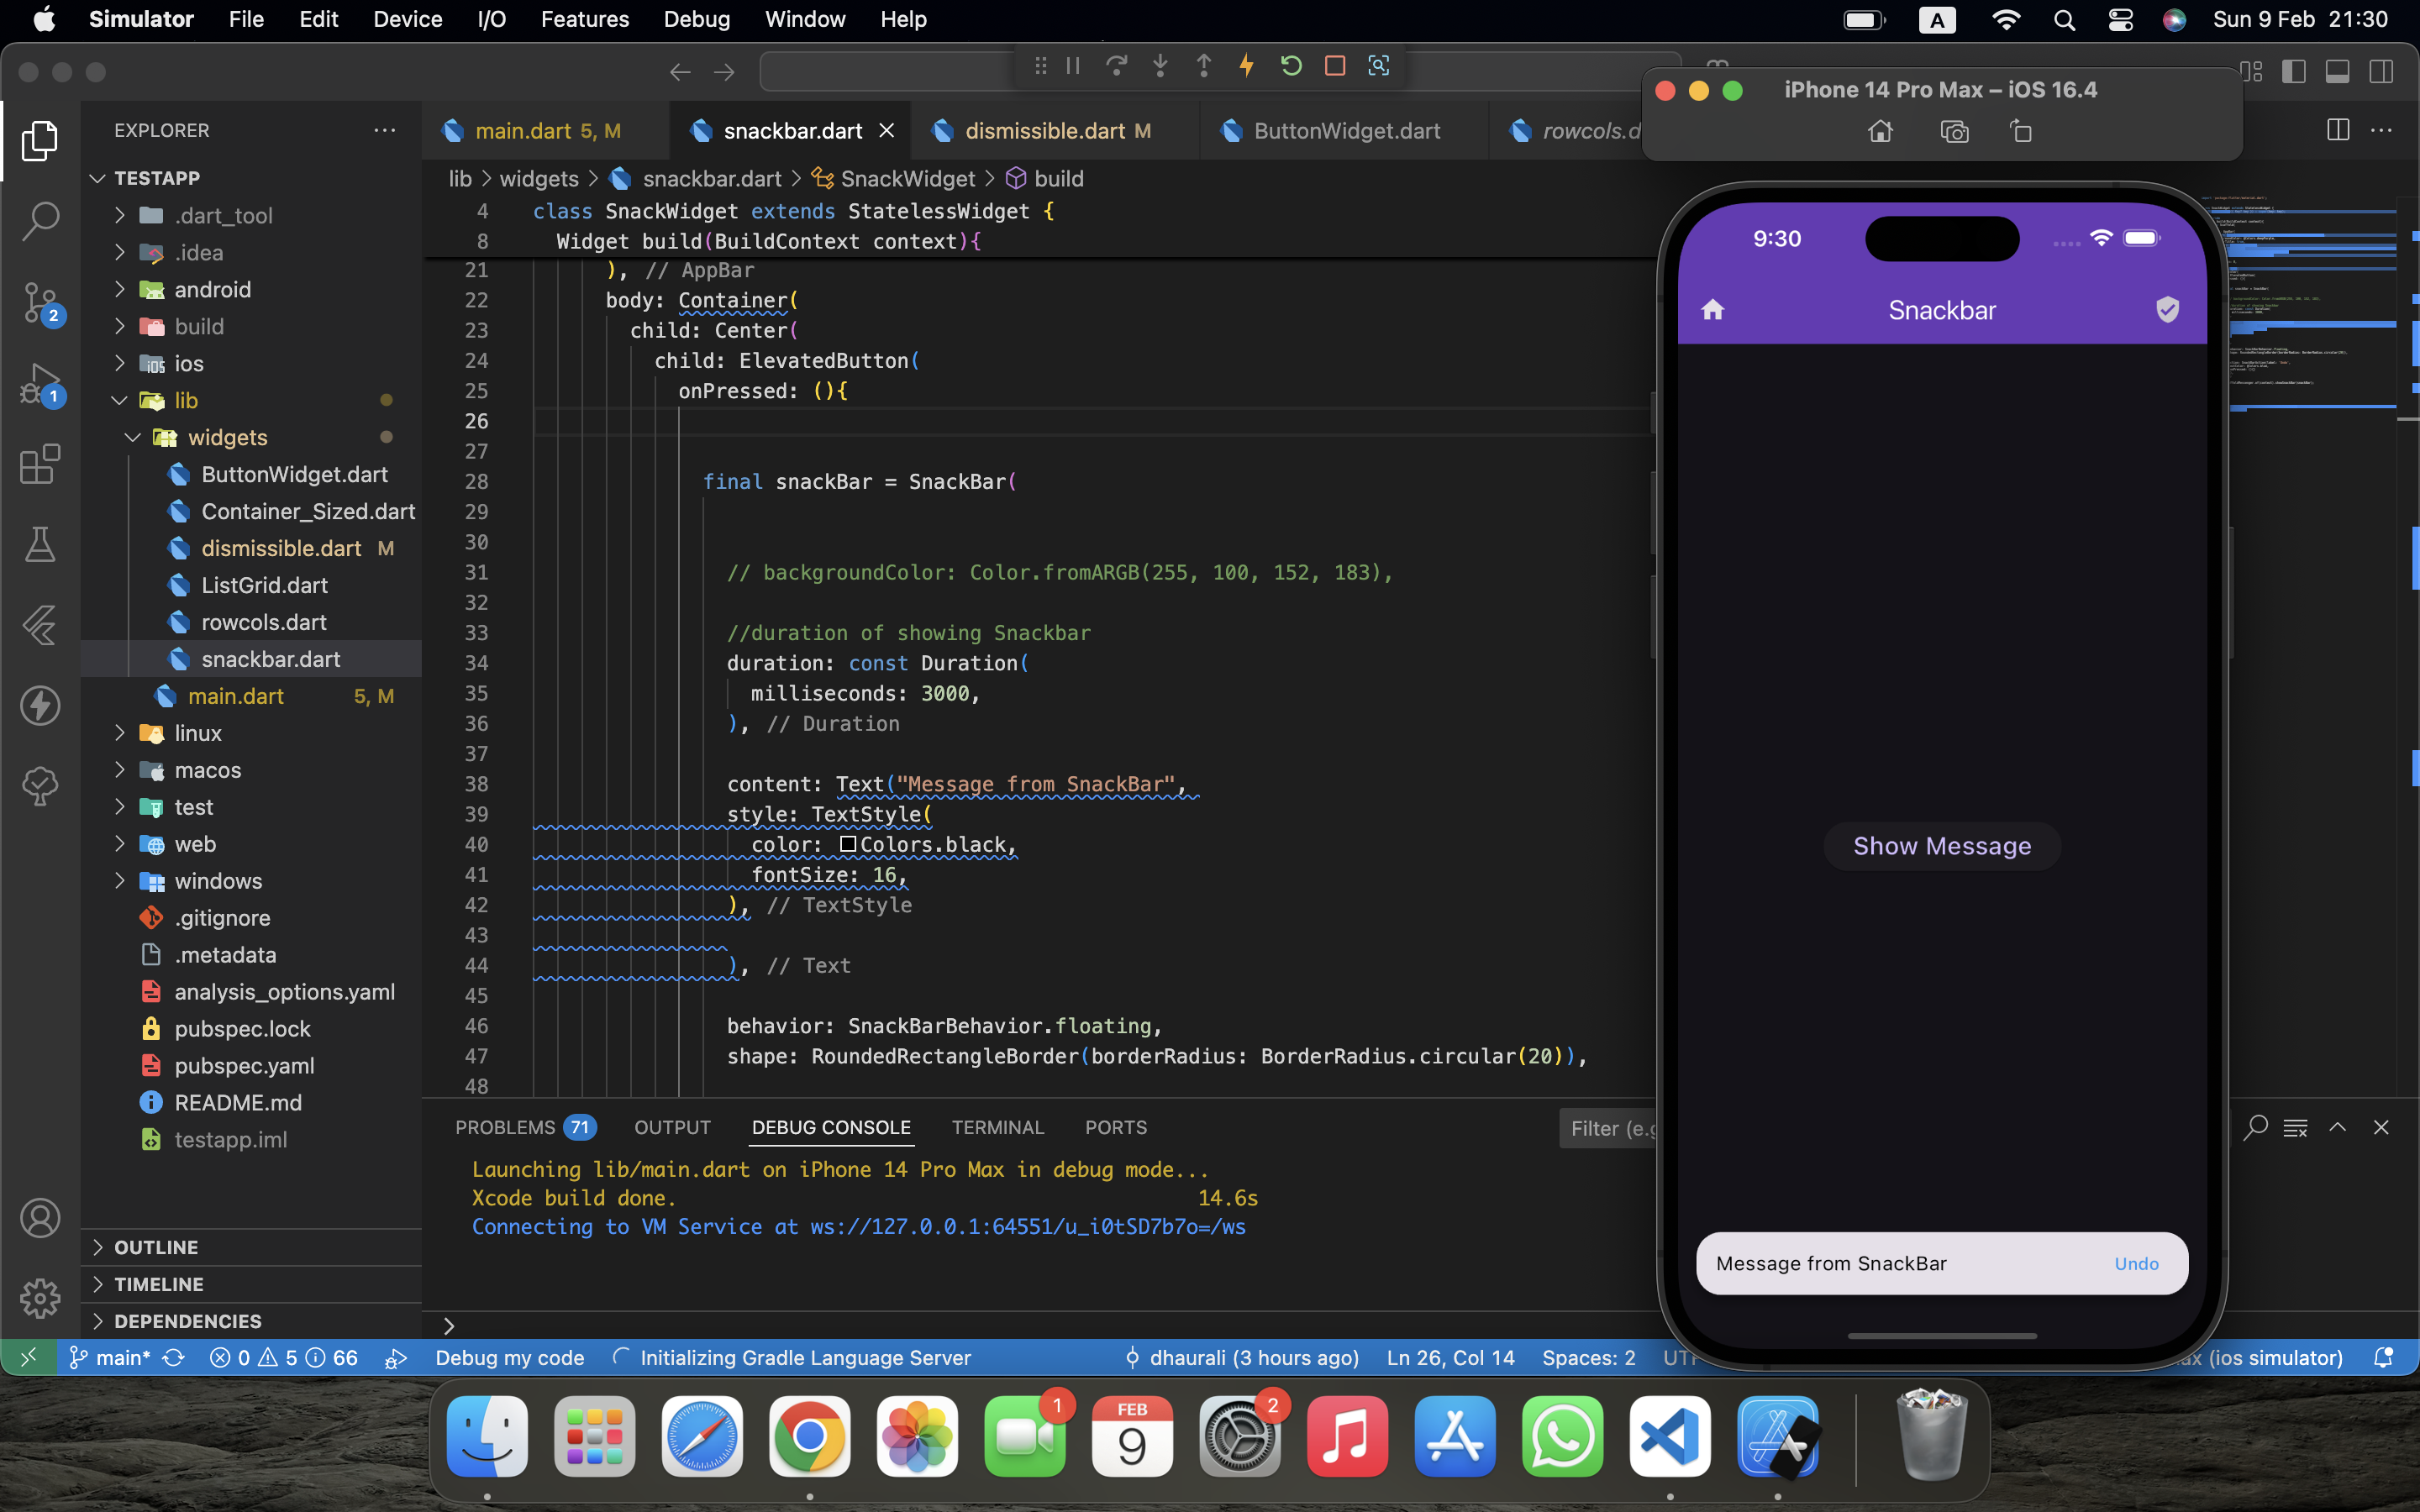 Simulator File Edit Device I/O Features Debug Window Help
A
Sun 9 Feb 21:30
EXPLORER
TESTAPP
.dart_tool
.idea
android
build
ios
lib
widgets
ButtonWidget.dart
Container_Sized.dart
dismissible.dart M
ListGrid.dart
rowcols.dart
snackbar.dart
main.dart 5, M
linux
macos
test
web
windows
.gitignore
.metadata
analysis_options.yaml
pubspec.lock
pubspec.yaml
README.md
testapp.iml
OUTLINE
TIMELINE
DEPENDENCIES
2
1
main.dart 5, M
snackbar.dart
dismissible.dart M
ButtonWidget.dart
rowcols.d
lib > widgets > snackbar.dart > SnackWidget > build
4 class SnackWidget extends StatelessWidget {
8 Widget build(BuildContext context){
21 ), // AppBar
22 body: Container(
23 child: Center(
24 child: ElevatedButton(
25 onPressed: (){
26
27
28 final snackBar = SnackBar(
29
30
31 // backgroundColor: Color.fromARGB(255, 100, 152, 183),
32
33 //duration of showing Snackbar
34 duration: const Duration(
35 milliseconds: 3000,
36 ), // Duration
37
38 content: Text("Message from SnackBar",
39 style: TextStyle(
40 color: Colors.black,
41 fontSize: 16,
42 ), // TextStyle
43
44 ), // Text
45
46 behavior: SnackBarBehavior.floating,
47 shape: RoundedRectangleBorder(borderRadius: BorderRadius.circular(20)),
48
PROBLEMS 71 OUTPUT DEBUG CONSOLE TERMINAL PORTS
Filter (e.g
Launching lib/main.dart on iPhone 14 Pro Max in debug mode...
Xcode build done. 14.6s
Connecting to VM Service at ws://127.0.0.1:64551/u_i0tSD7b7o=/ws
>
main* 0 5 66 Debug my code Initializing Gradle Language Server
dhaurali (3 hours ago) Ln 26, Col 14 Spaces: 2 UTF
ax (ios simulator)
iPhone 14 Pro Max – iOS 16.4
9:30
Snackbar
Show Message
Message from SnackBar Undo
1
FEB
9
2